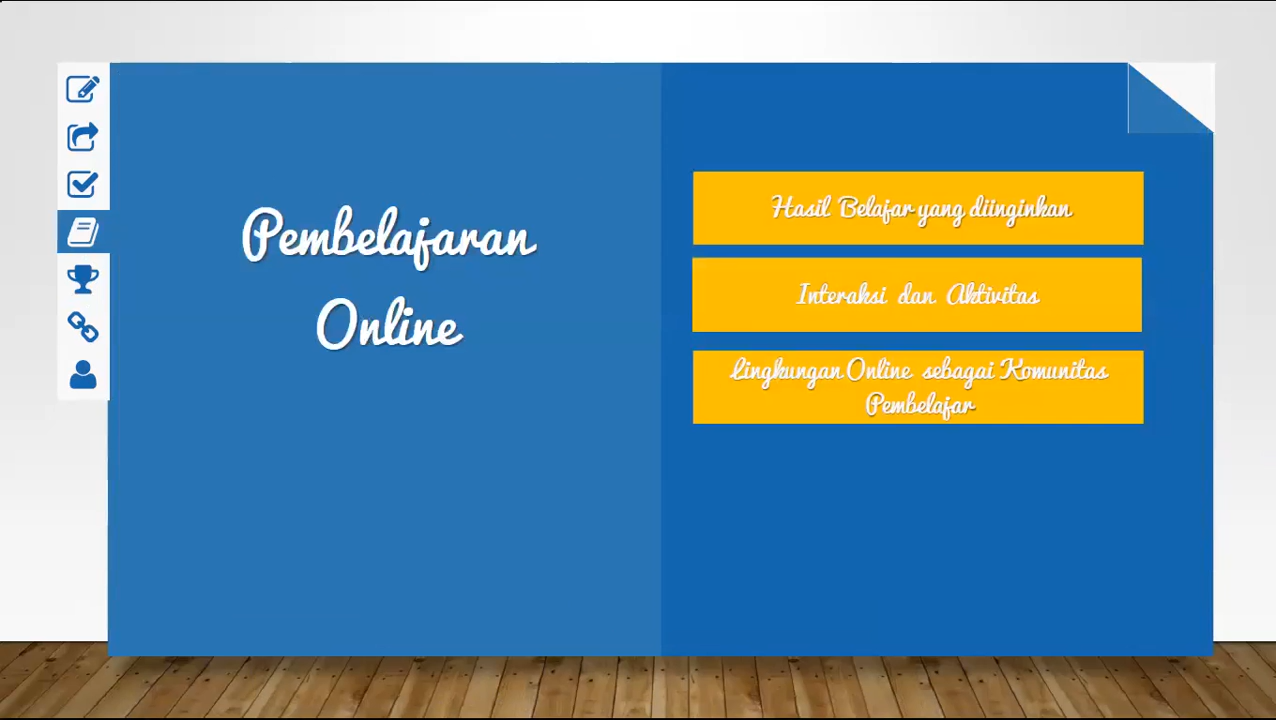 Pembelajaran
Online
Hasil Belajar yang diinginkan
Interaksi dan Aktivitas
Lingkungan Online sebagai Komunitas
Pembelajar